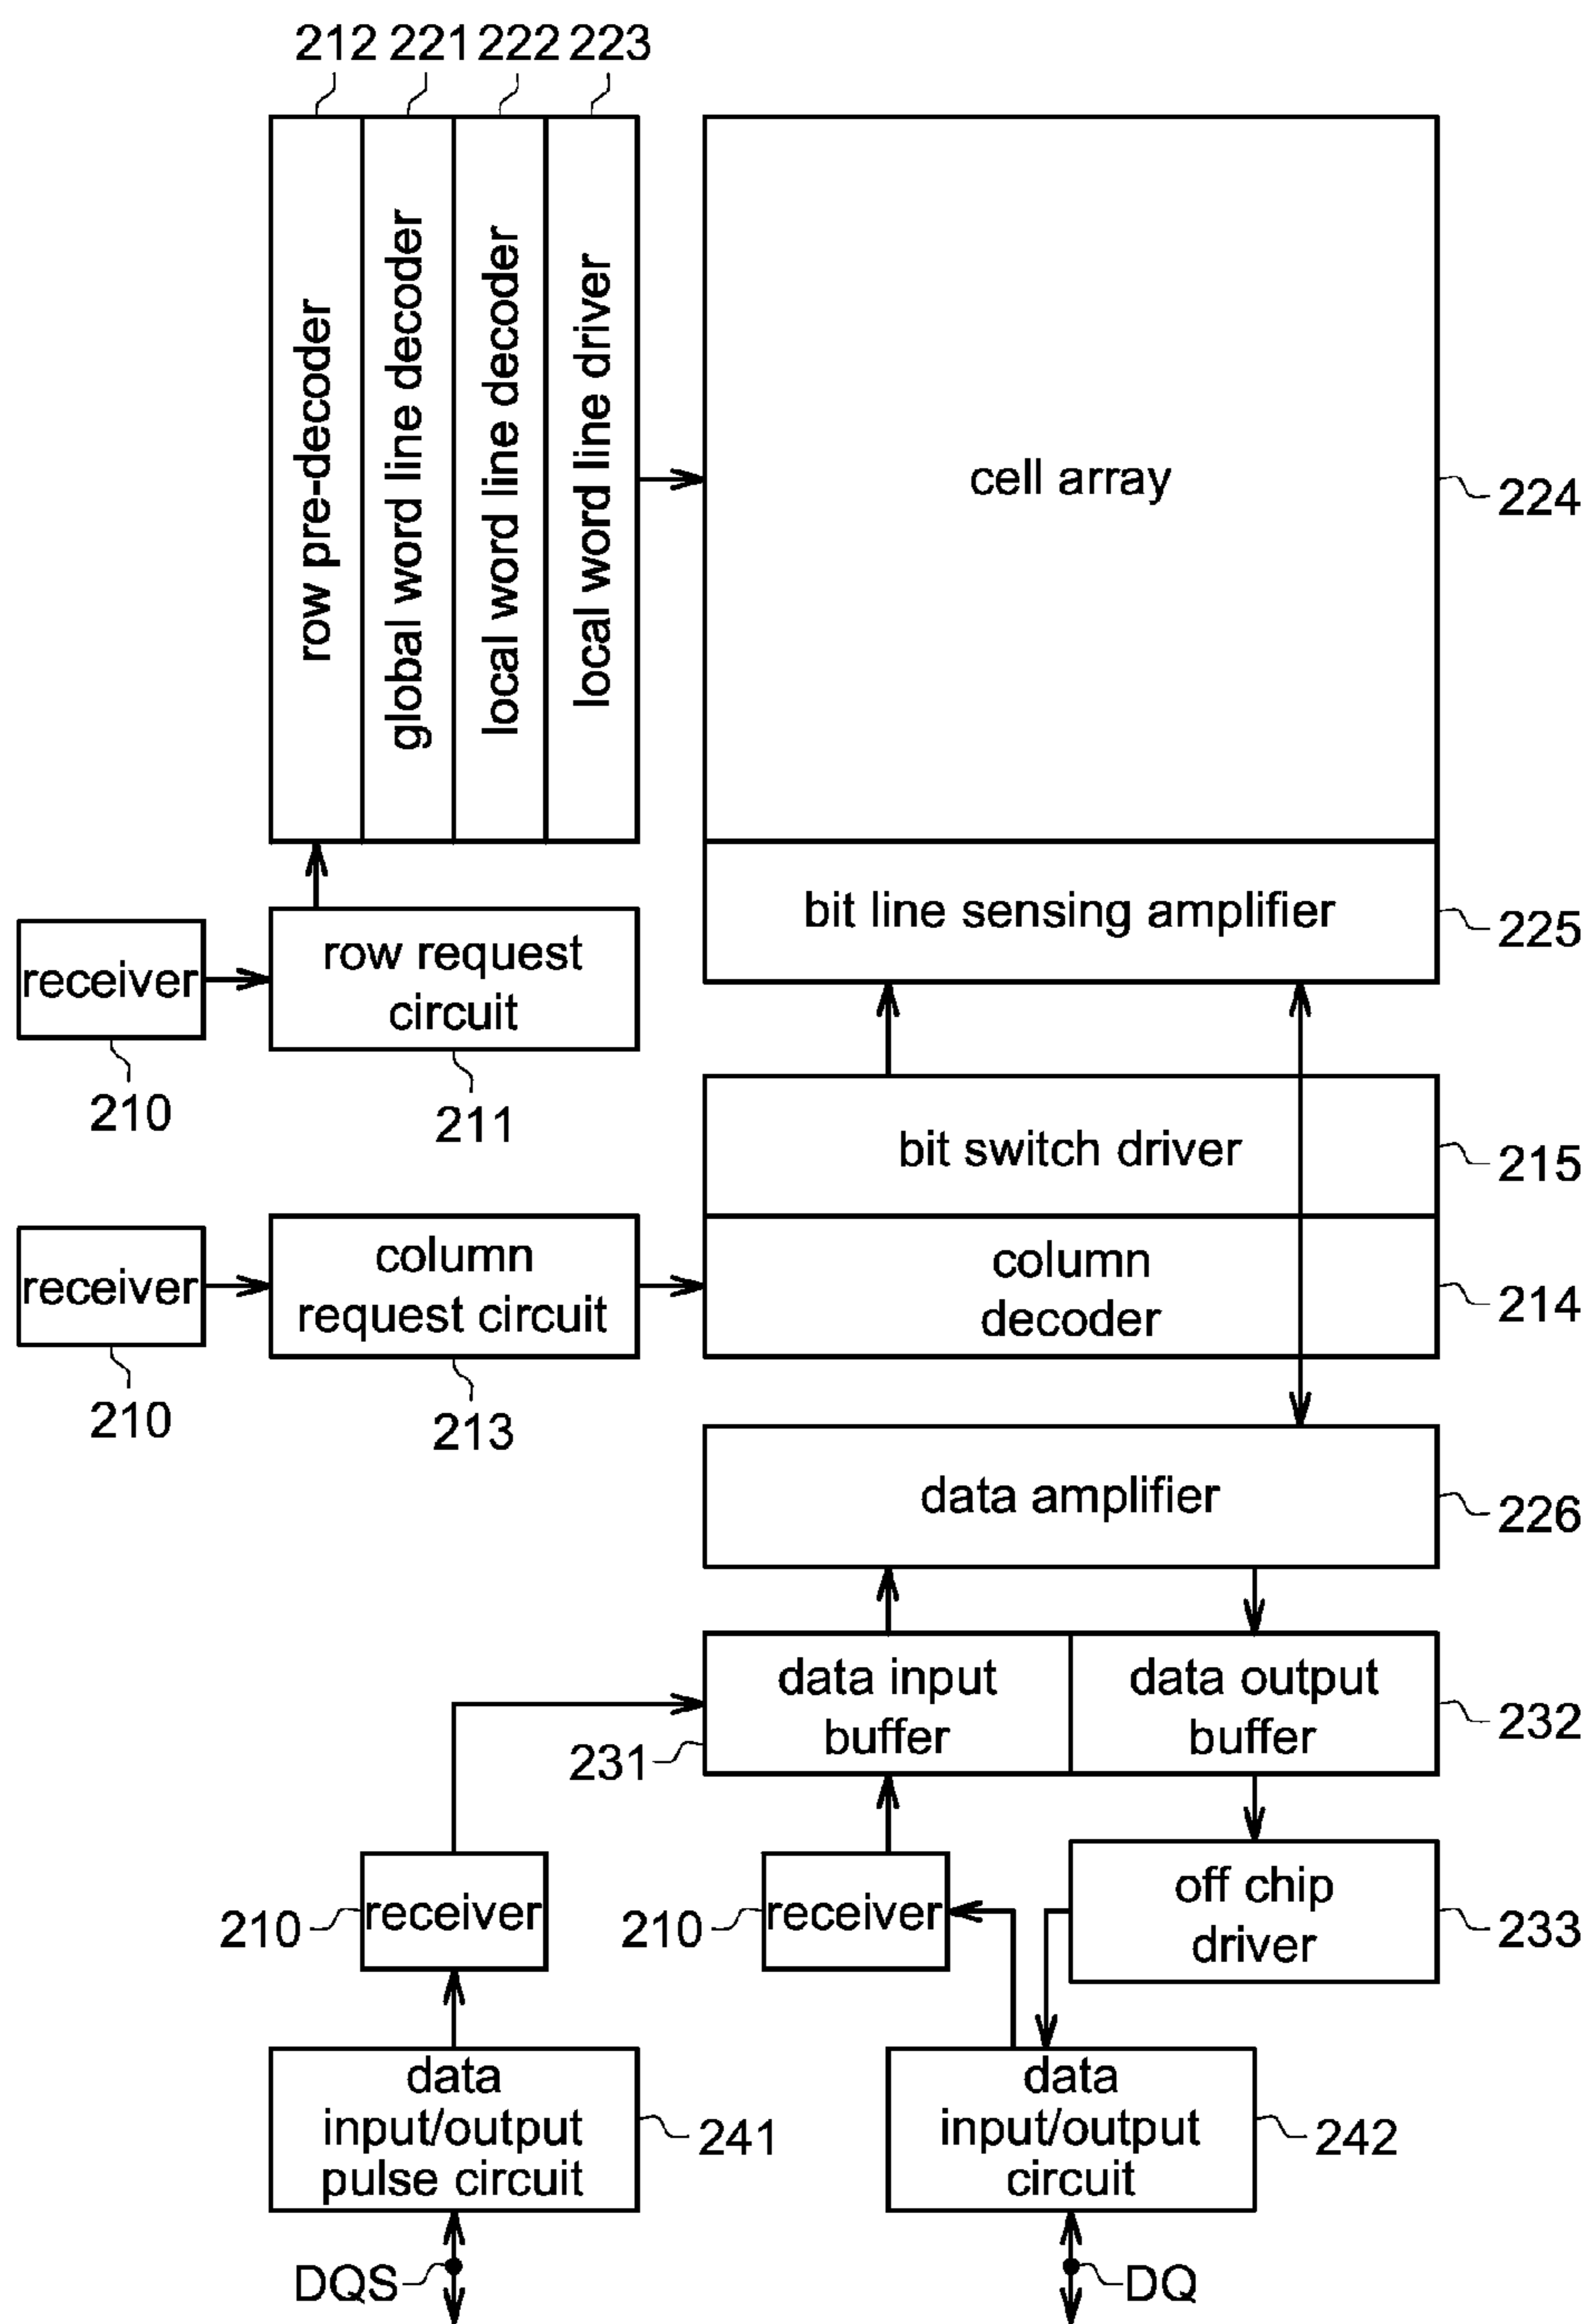 212 221 222 223
row pre-decoder
global word line decoder
local word line decoder
local word line driver
cell array
224
bit line sensing amplifier
225
receiver
210
row request
circuit
211
bit switch driver
215
receiver
210
column
request circuit
213
column
decoder
214
data amplifier
226
data input
buffer
231
data output
buffer
232
210
receiver
210
receiver
off chip
driver
233
data
input/output
pulse circuit
241
data
input/output
circuit
242
DQS
DQ